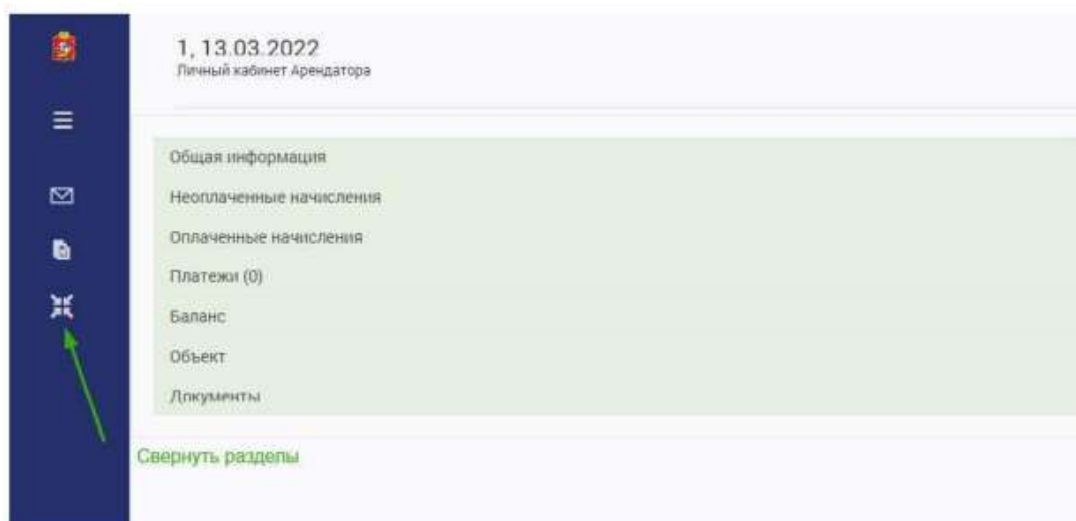 1, 13.03.2022
Личный кабинет Арендатора
Общая информация
Неоплаченные начисления
Оплаченные начисления
Платежи (0)
Баланс
Объект
Документы
Свернуть разделы